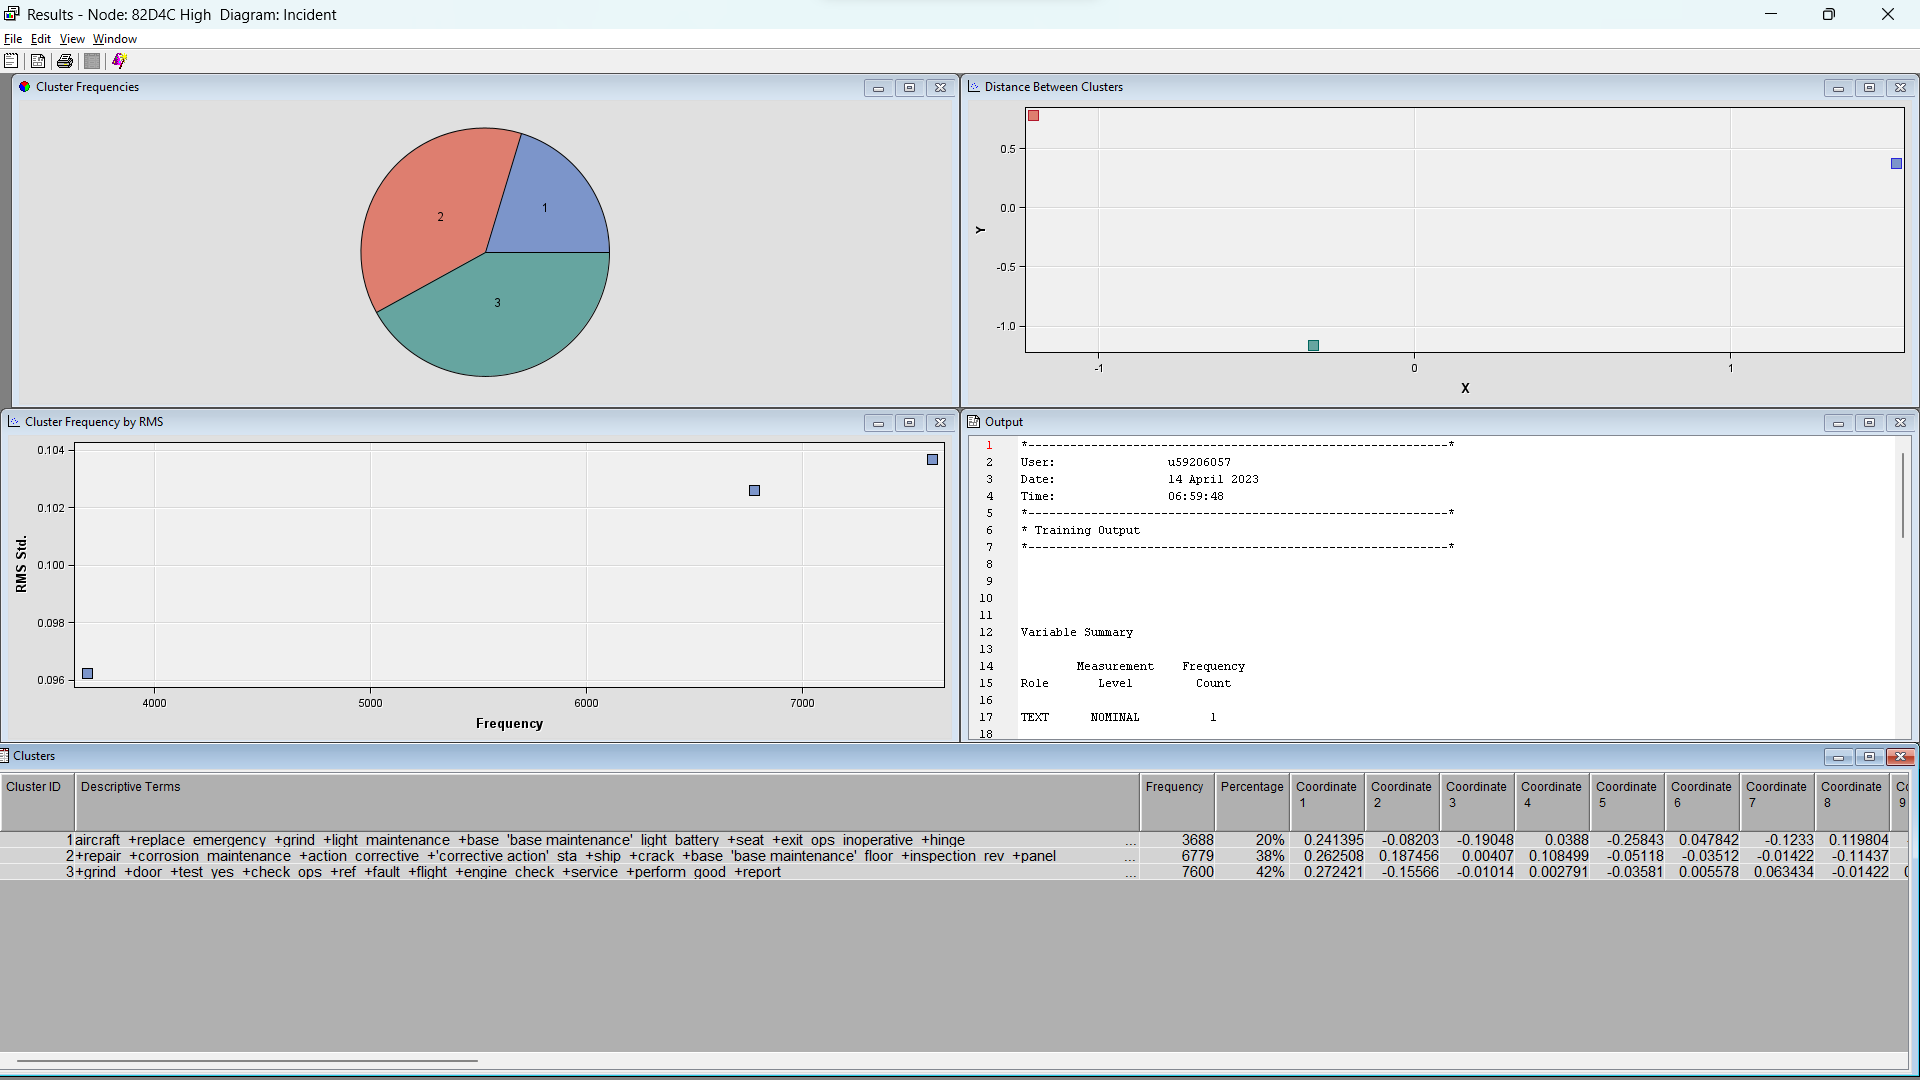 Results - Node: 82D4C High  Diagram: Incident
File Edit View Window
Cluster Frequencies
1
2
3
Distance Between Clusters
0.5
0.0
-0.5
-1.0
Y
-1 0 1
X
Cluster Frequency by RMS
0.104
0.102
0.100
0.098
0.096
RMS Std.
4000 5000 6000 7000
Frequency
Output
1 *------------------------------------------------------------*
2 User: u59206057
3 Date: 14 April 2023
4 Time: 06:59:48
5 *------------------------------------------------------------*
6 * Training Output
7 *------------------------------------------------------------*
8
9
10
11
12 Variable Summary
13
14 Measurement Frequency
15 Role Level Count
16
17 TEXT NOMINAL 1
18
Clusters
Cluster ID Descriptive Terms Frequency Percentage Coordinate 1 Coordinate 2 Coordinate 3 Coordinate 4 Coordinate 5 Coordinate 6 Coordinate 7 Coordinate 8 Co 9
1 aircraft +replace emergency +grind +light maintenance +base 'base maintenance' light battery +seat +exit ops inoperative +hinge ... 3688 20% 0.241395 -0.08203 -0.19048 0.0388 -0.25843 0.047842 -0.1233 0.119804
2 +repair +corrosion maintenance +action corrective +'corrective action' sta +ship +crack +base 'base maintenance' floor +inspection rev +panel ... 6779 38% 0.262508 0.187456 0.00407 0.108499 -0.05118 -0.03512 -0.01422 -0.11437
3 +grind +door +test yes +check ops +ref +fault +flight +engine check +service +perform good +report ... 7600 42% 0.272421 -0.15566 -0.01014 0.002791 -0.03581 0.005578 0.063434 -0.01422